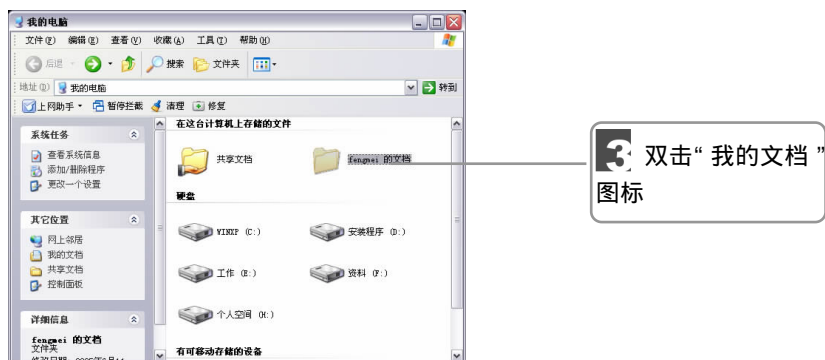 我的电脑
文件(F) 编辑(E) 查看(V) 收藏(A) 工具(T) 帮助(H)
后退 搜索 文件夹
地址(D) 我的电脑 转到
上网助手 暂停拦截 清理 修复
系统任务
查看系统信息
添加/删除程序
更改一个设置
其它位置
网上邻居
我的文档
共享文档
控制面板
详细信息
fengmei 的文档
文件夹
在这台计算机上存储的文件
共享文档 fengmei 的文档
硬盘
WINXP (C:) 安装程序 (D:)
工作 (E:) 资料 (F:)
个人空间 (H:)
有可移动存储的设备
3 双击“我的文档”
图标